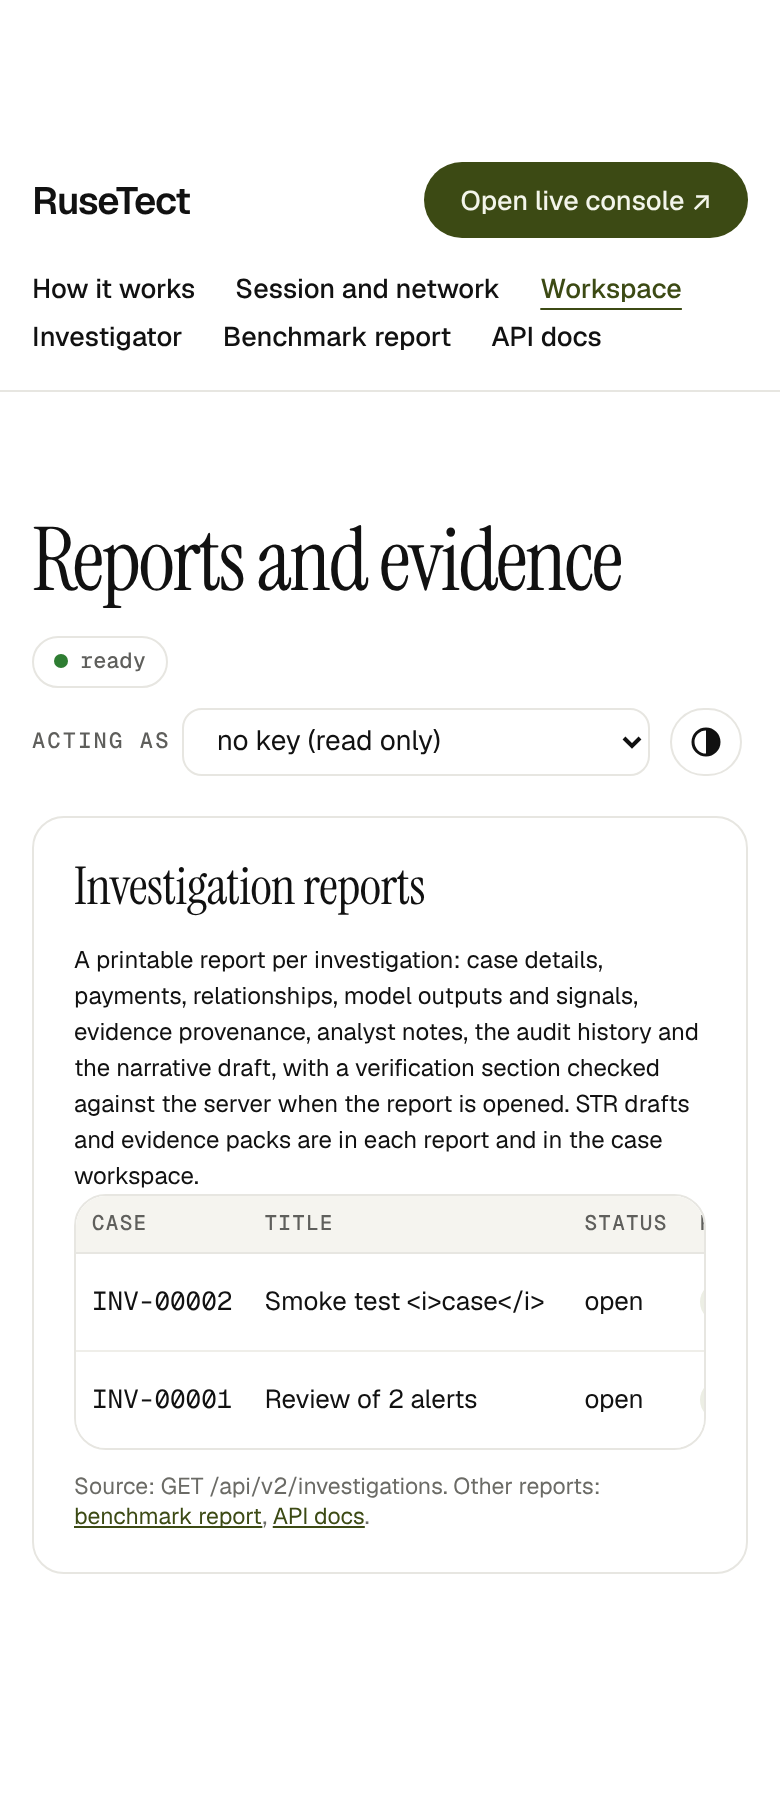 RuseTect
Open live console ↗
How it works Session and network Workspace
Investigator Benchmark report API docs
Reports and evidence
ready
ACTING AS no key (read only)
Investigation reports
A printable report per investigation: case details,
payments, relationships, model outputs and signals,
evidence provenance, analyst notes, the audit history and
the narrative draft, with a verification section checked
against the server when the report is opened. STR drafts
and evidence packs are in each report and in the case
workspace.
CASE TITLE STATUS
INV-00002 Smoke test <i>case</i> open
INV-00001 Review of 2 alerts open
Source: GET /api/v2/investigations. Other reports:
benchmark report, API docs.